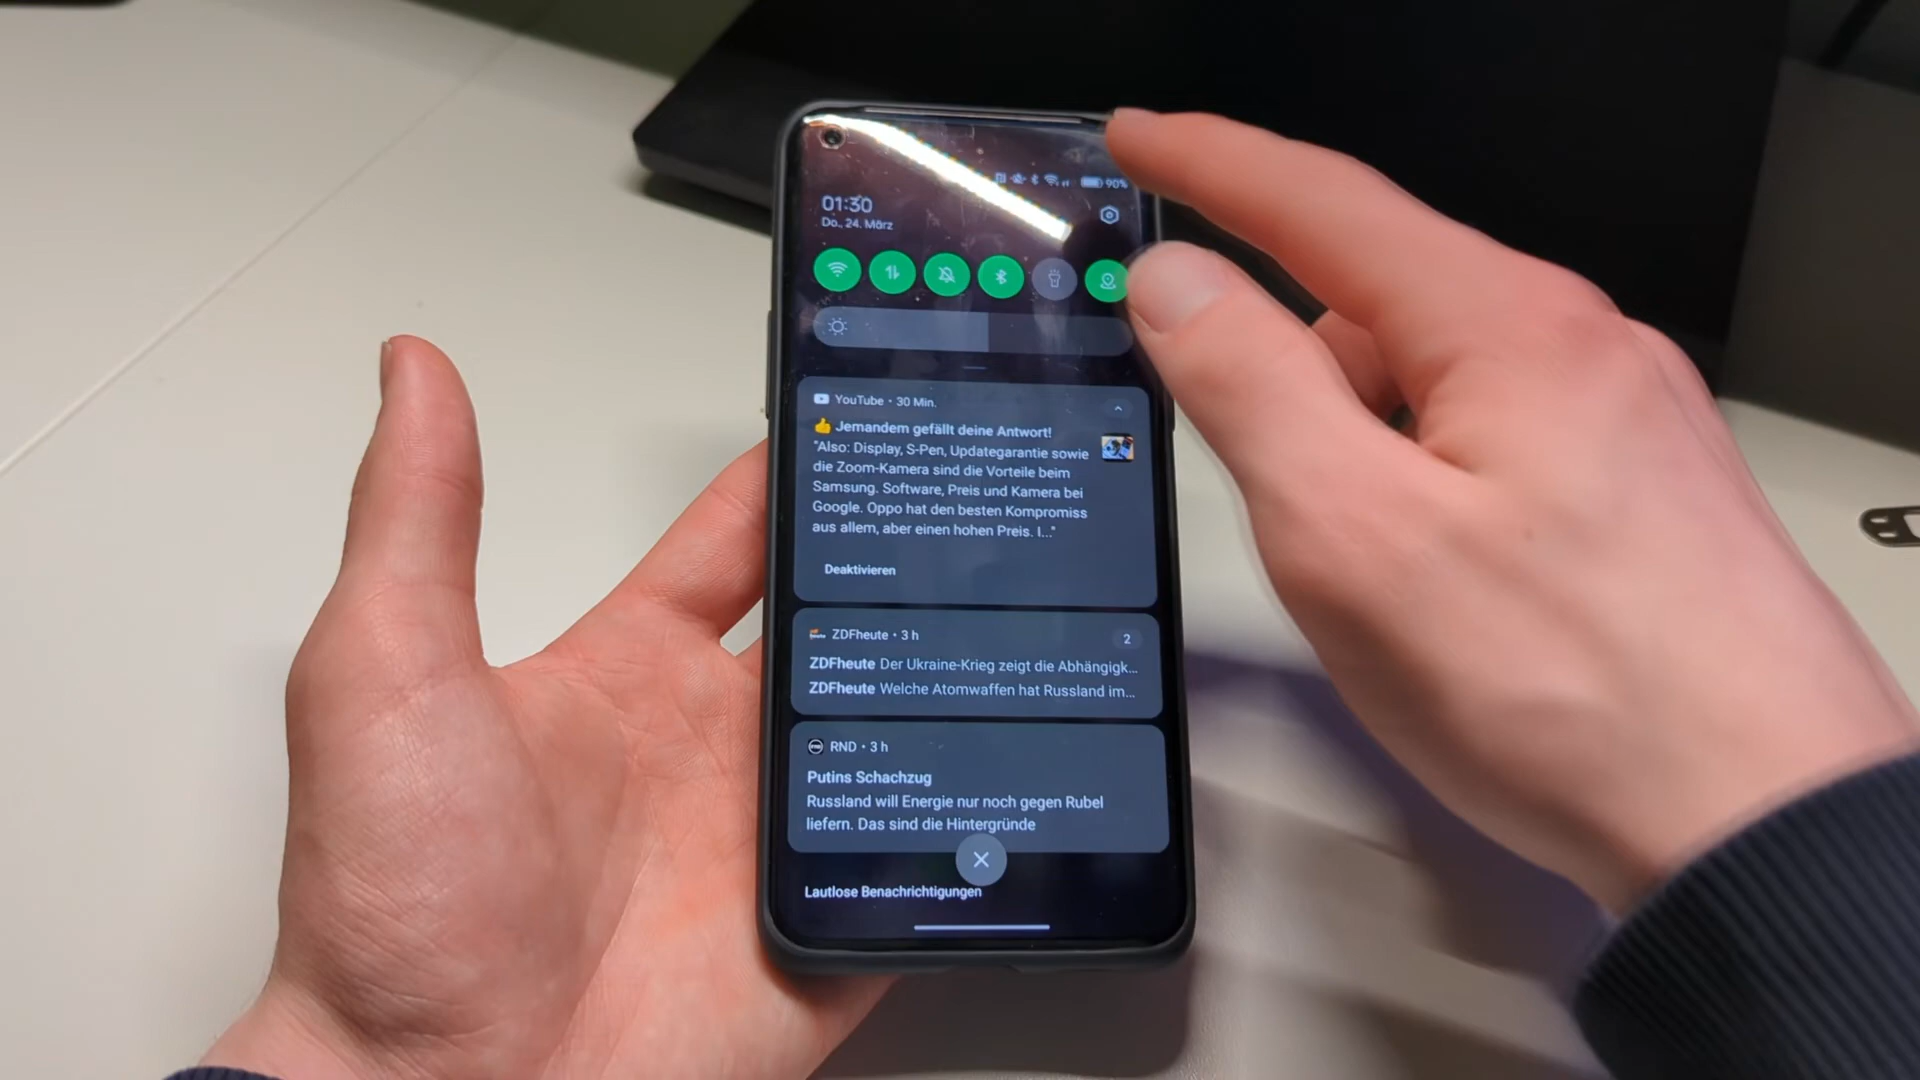 90%
01:30
Do., 24. März
YouTube • 30 Min.
👍 Jemandem gefällt deine Antwort!
"Also: Display, S-Pen, Updategarantie sowie
die Zoom-Kamera sind die Vorteile beim
Samsung. Software, Preis und Kamera bei
Google. Oppo hat den besten Kompromiss
aus allem, aber einen hohen Preis. I..."
Deaktivieren
ZDFheute • 3 h
2
ZDFheute Der Ukraine-Krieg zeigt die Abhängigk...
ZDFheute Welche Atomwaffen hat Russland im...
RND • 3 h
Putins Schachzug
Russland will Energie nur noch gegen Rubel
liefern. Das sind die Hintergründe
Lautlose Benachrichtigungen